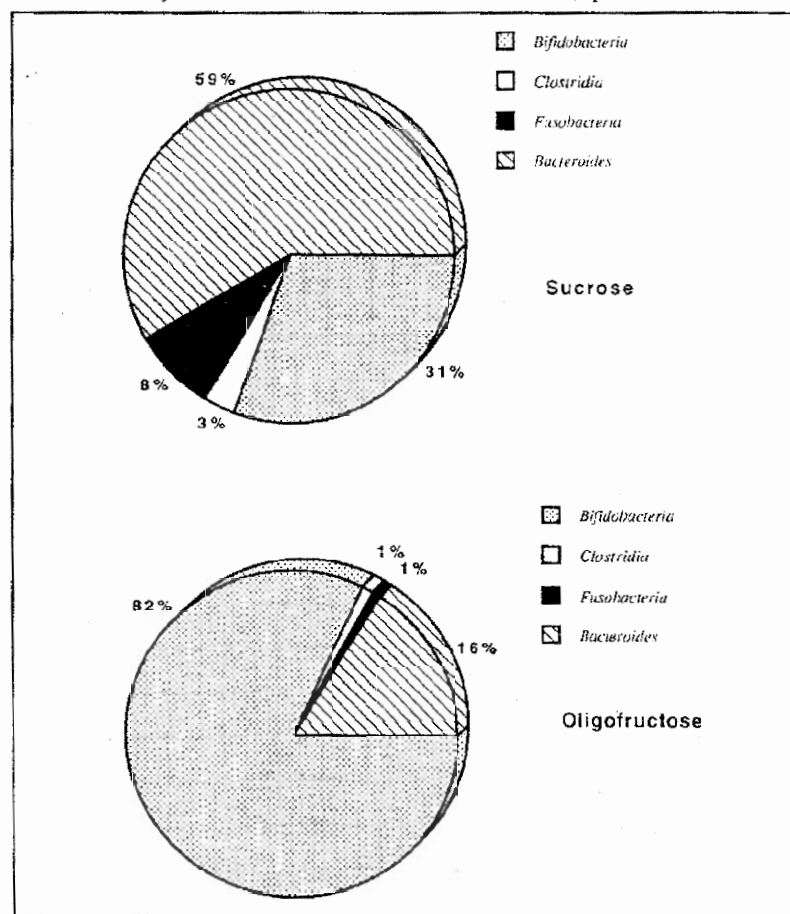 Bifidobacteria
59%
Clostridia
Fusobacteria
Bacteroides
Sucrose
31%
8%
3%
Bifidobacteria
1%
Clostridia
1%
82%
Fusobacteria
16%
Bacteroides
Oligofructose